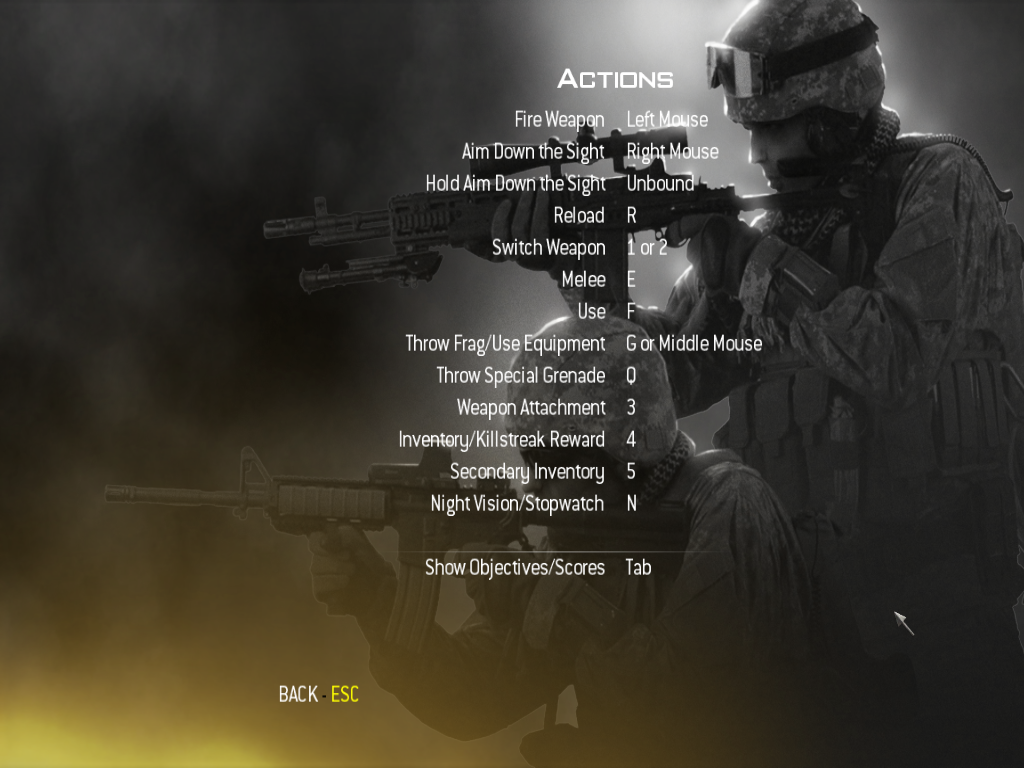 ACTIONS
Fire Weapon Left Mouse
Aim Down the Sight Right Mouse
Hold Aim Down the Sight Unbound
Reload R
Switch Weapon 1 or 2
Melee E
Use F
Throw Frag/Use Equipment G or Middle Mouse
Throw Special Grenade Q
Weapon Attachment 3
Inventory/Killstreak Reward 4
Secondary Inventory 5
Night Vision/Stopwatch N
Show Objectives/Scores Tab
BACK - ESC